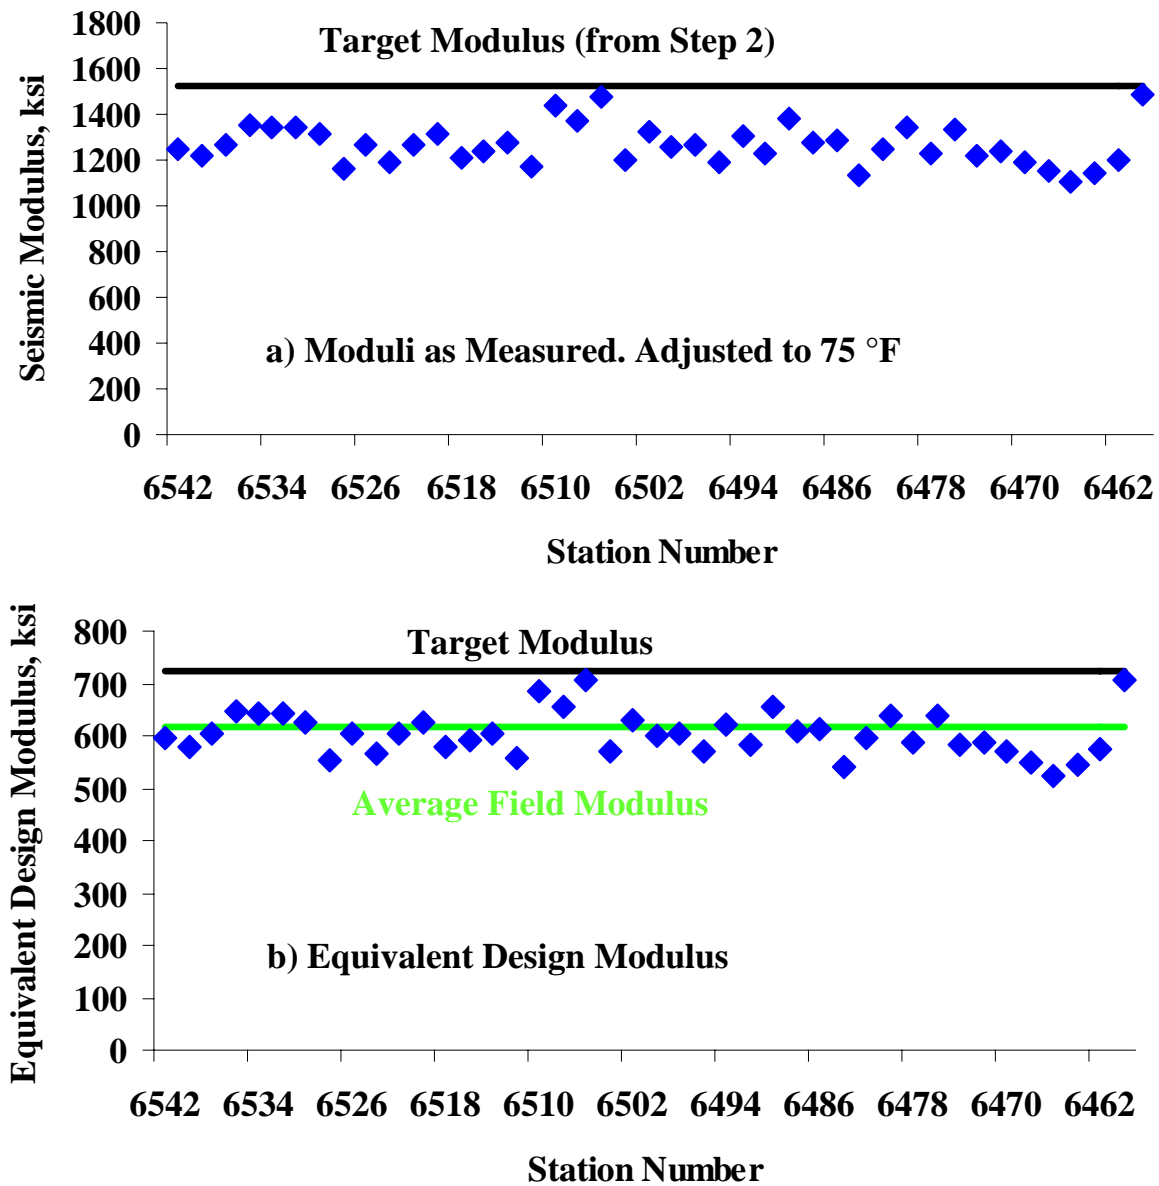 1800
Target Modulus (from Step 2)
1600
1400
1200
1000
800
600
400
200
0
Seismic Modulus, ksi
a) Moduli as Measured. Adjusted to 75 °F
6542 6534 6526 6518 6510 6502 6494 6486 6478 6470 6462
Station Number
800
Target Modulus
700
600
500
400
300
200
100
0
Equivalent Design Modulus, ksi
Average Field Modulus
b) Equivalent Design Modulus
6542 6534 6526 6518 6510 6502 6494 6486 6478 6470 6462
Station Number